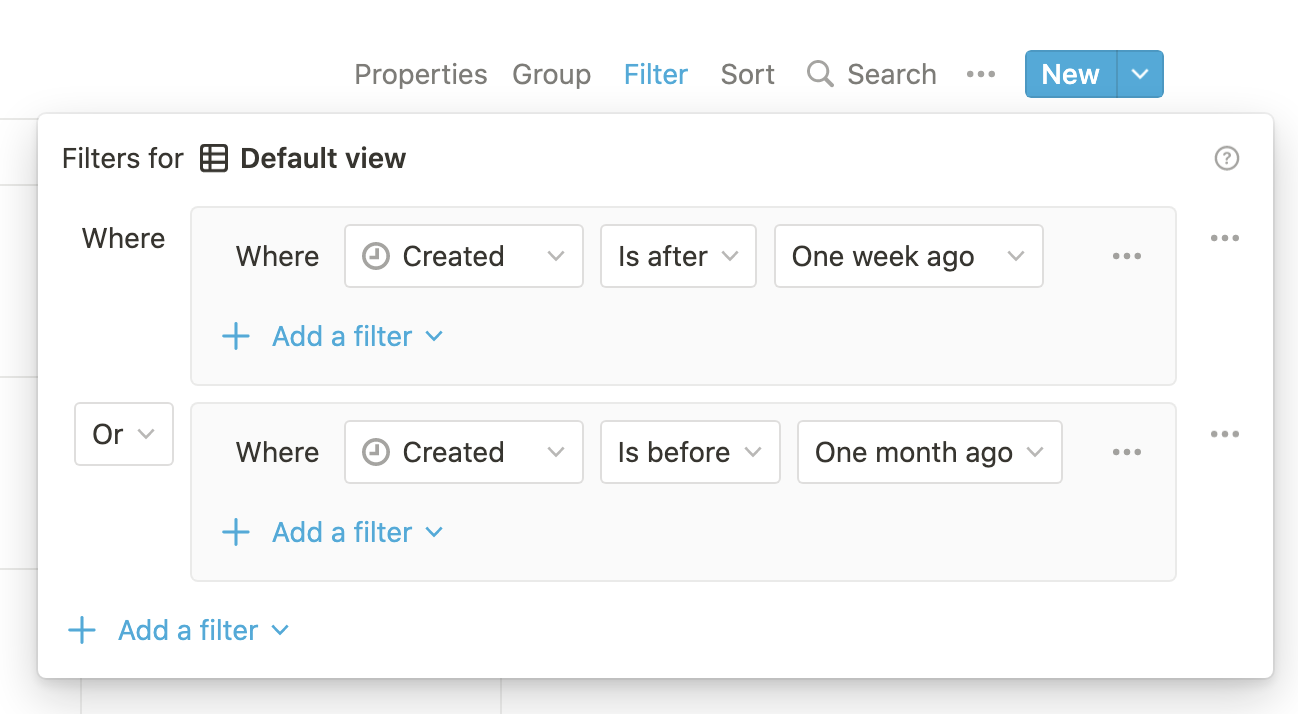 Properties Group Filter Sort Search New
Filters for Default view
Where
Where Created Is after One week ago
Add a filter
Or
Where Created Is before One month ago
Add a filter
Add a filter